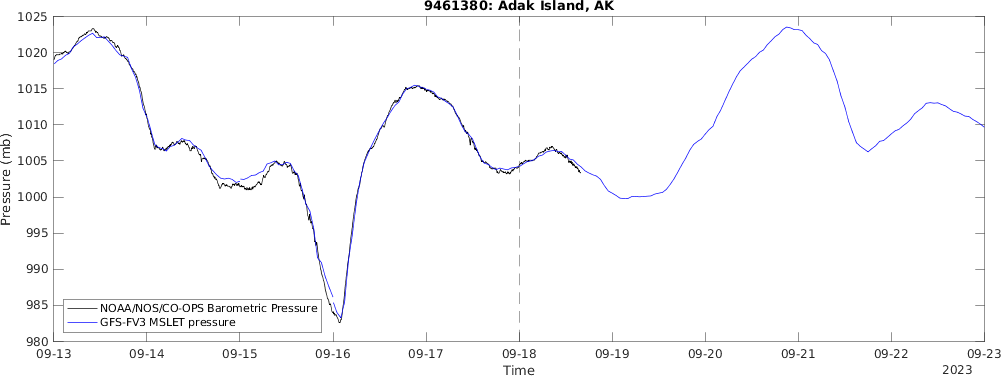 9461380: Adak Island, AK
1025
1020
1015
1010
1005
1000
995
990
985
980
Pressure (mb)
NOAA/NOS/CO-OPS Barometric Pressure
GFS-FV3 MSLET pressure
09-13 09-14 09-15 09-16 09-17 09-18 09-19 09-20 09-21 09-22 09-23
Time
2023